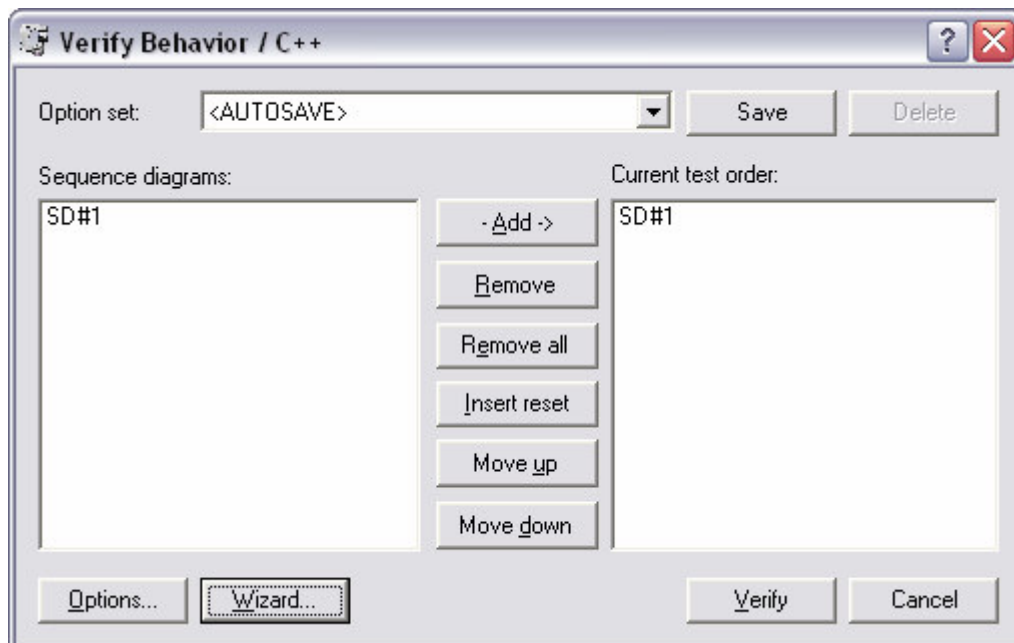 Verify Behavior / C++
Option set: <AUTOSAVE> Save Delete
Sequence diagrams: Current test order:
SD#1 - Add -> SD#1
Remove
Remove all
Insert reset
Move up
Move down
Options... Wizard... Verify Cancel